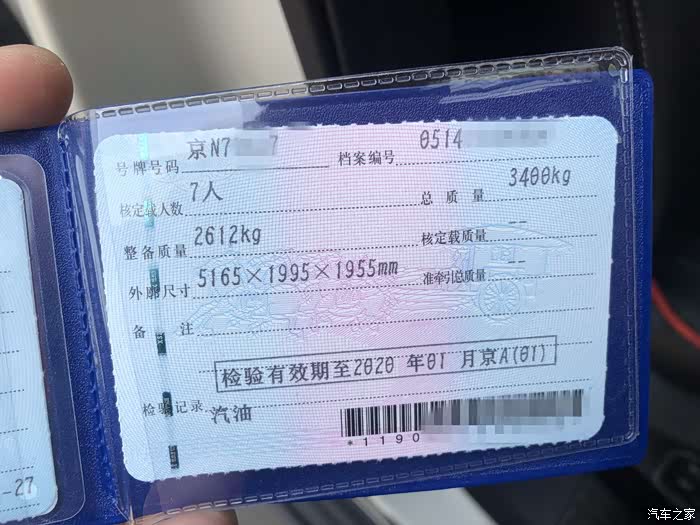 号牌号码 京N7 7 档案编号 0514
核定载人数 7人 总质量 3400kg
整备质量 2612kg 核定载质量 --
外廓尺寸 5165×1995×1955mm 准牵引总质量 --
备注
检验有效期至2020 年01 月京A(01)
检验记录 汽油
*1190
-27
汽车之家